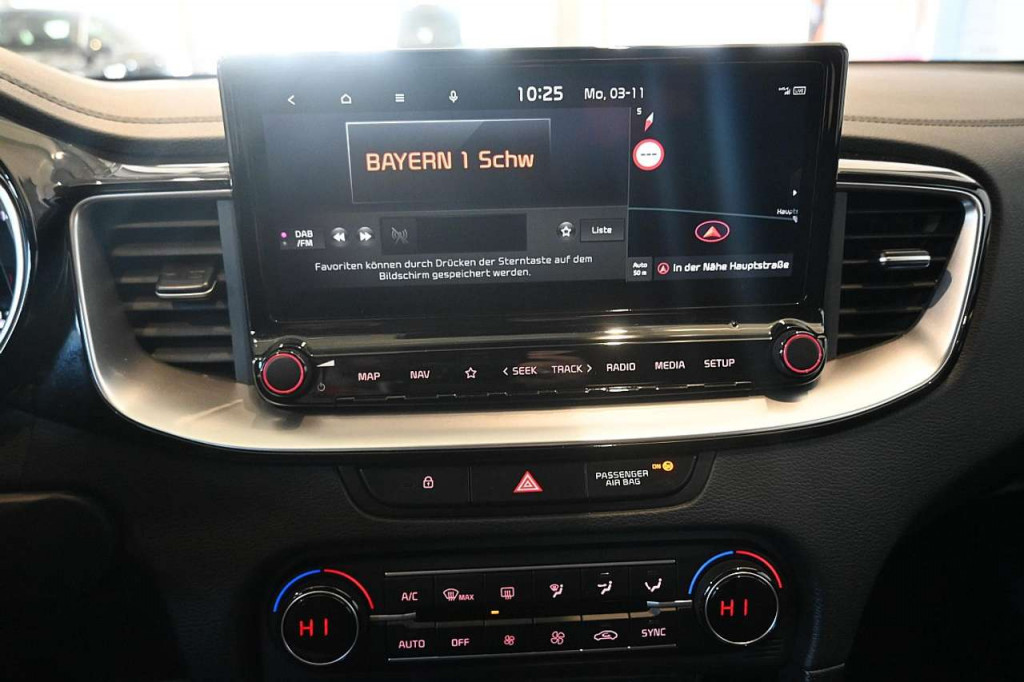 10:25 Mo, 03-11
S
BAYERN 1 Schw
Haupts
DAB
/FM
Liste
Favoriten können durch Drücken der Sterntaste auf dem
Bildschirm gespeichert werden.
Auto
50 m
In der Nähe Hauptstraße
MAP NAV SEEK TRACK RADIO MEDIA SETUP
PASSENGER
AIR BAG
ON
HI
A/C MAX
AUTO OFF SYNC
HI